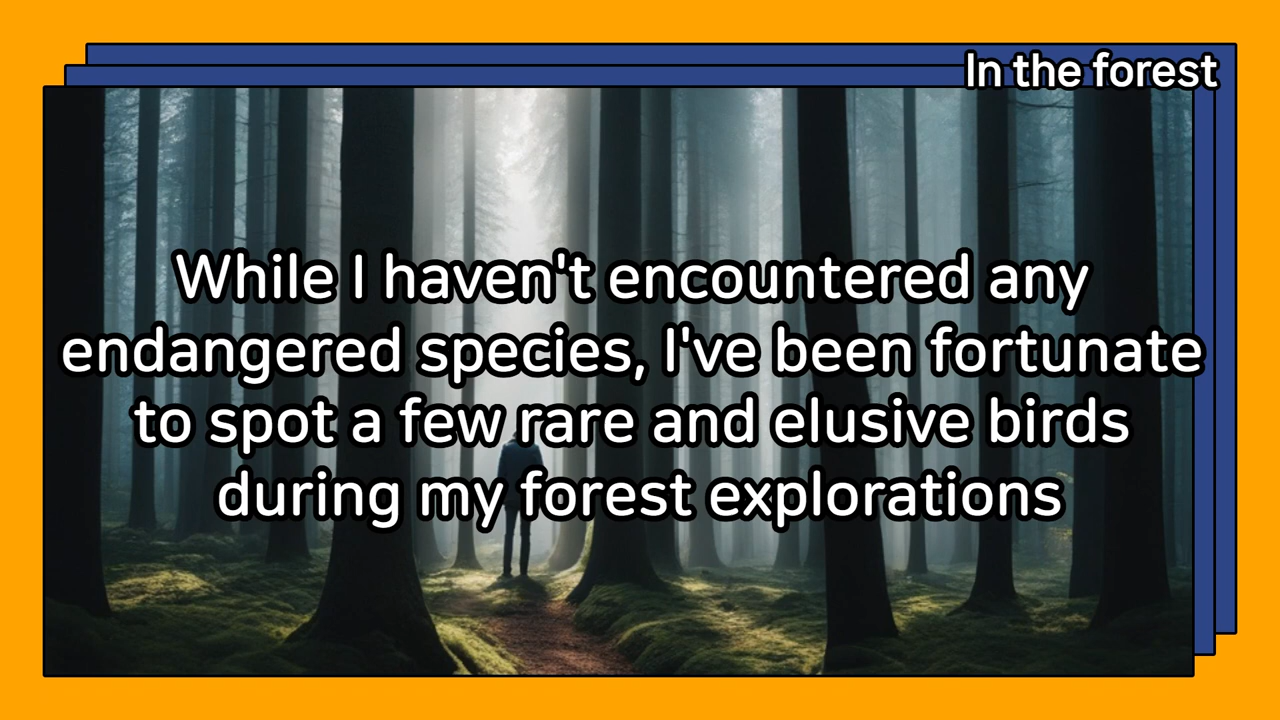 In the forest
While I haven't encountered any
endangered species, I've been fortunate
to spot a few rare and elusive birds
during my forest explorations